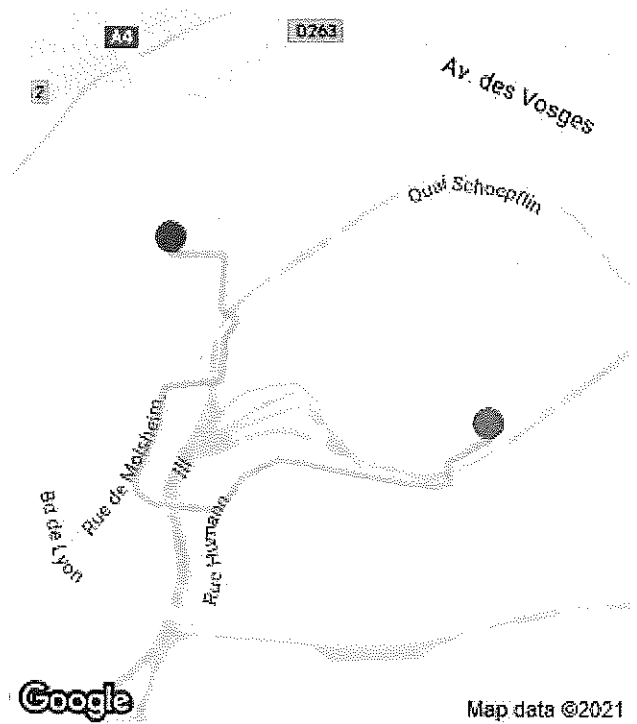 A4
D263
2
Av. des Vosges
Quai Schoepflin
Rue de Molsheim
Bd de Lyon
Rue Humann
Google
Map data ©2021